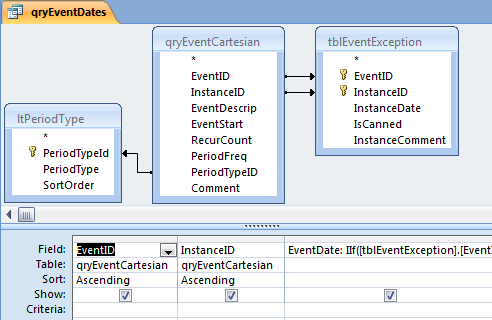 qryEventDates
qryEventCartesian
*
EventID
InstanceID
EventDescrip
EventStart
RecurCount
PeriodFreq
PeriodTypeID
Comment
tblEventException
*
EventID
InstanceID
InstanceDate
IsCanned
InstanceComment
ltPeriodType
*
PeriodTypeId
PeriodType
SortOrder
Field: EventID InstanceID EventDate: IIf([tblEventException].[Event
Table: qryEventCartesian qryEventCartesian
Sort: Ascending Ascending
Show:
Criteria: